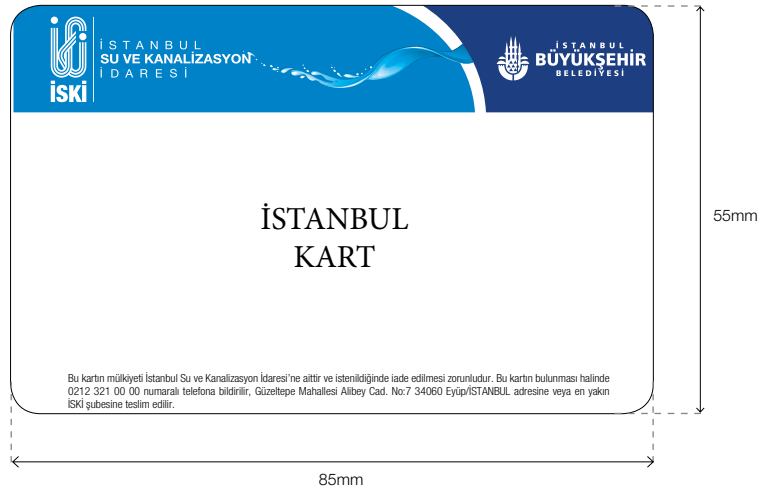 İSKİ
İSTANBUL
SU VE KANALİZASYON
İDARESİ
İSTANBUL
BÜYÜKŞEHİR
BELEDİYESİ
55mm
İSTANBUL
KART
Bu kartın mülkiyeti İstanbul Su ve Kanalizasyon İdaresi'ne aittir ve istenildiğinde iade edilmesi zorunludur. Bu kartın bulunması halinde
0212 321 00 00 numaralı telefona bildirilir, Güzeltepe Mahallesi Alibey Cad. No:7 34060 Eyüp/İSTANBUL adresine veya en yakın
İSKİ şubesine teslim edilir.
85mm